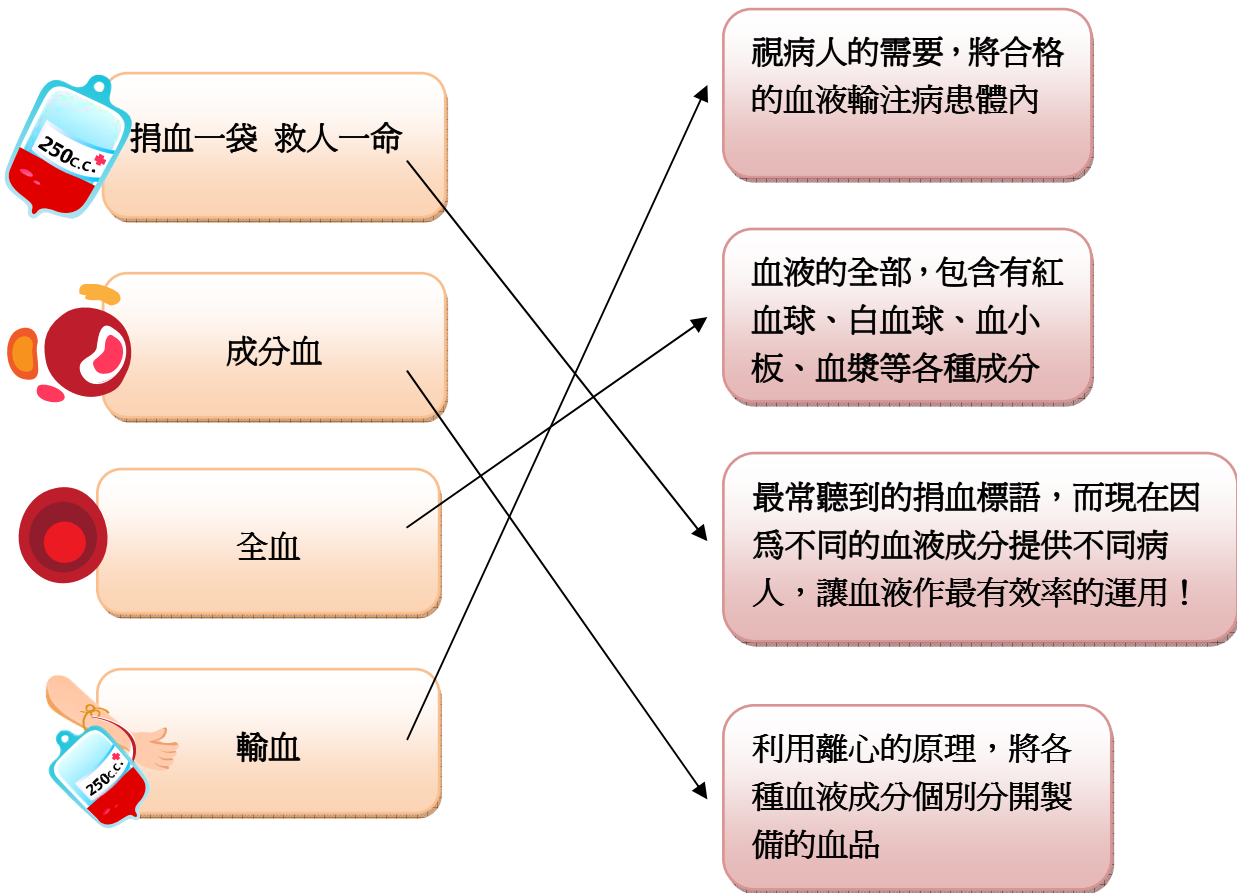 250c.c.
捐血一袋 救人一命
成分血
全血
輸血
250c.c.
視病人的需要，將合格
的血液輸注病患體內
血液的全部，包含有紅
血球、白血球、血小
板、血漿等各種成分
最常聽到的捐血標語，而現在因
為不同的血液成分提供不同病
人，讓血液作最有效率的運用！
利用離心的原理，將各
種血液成分個別分開製
備的血品